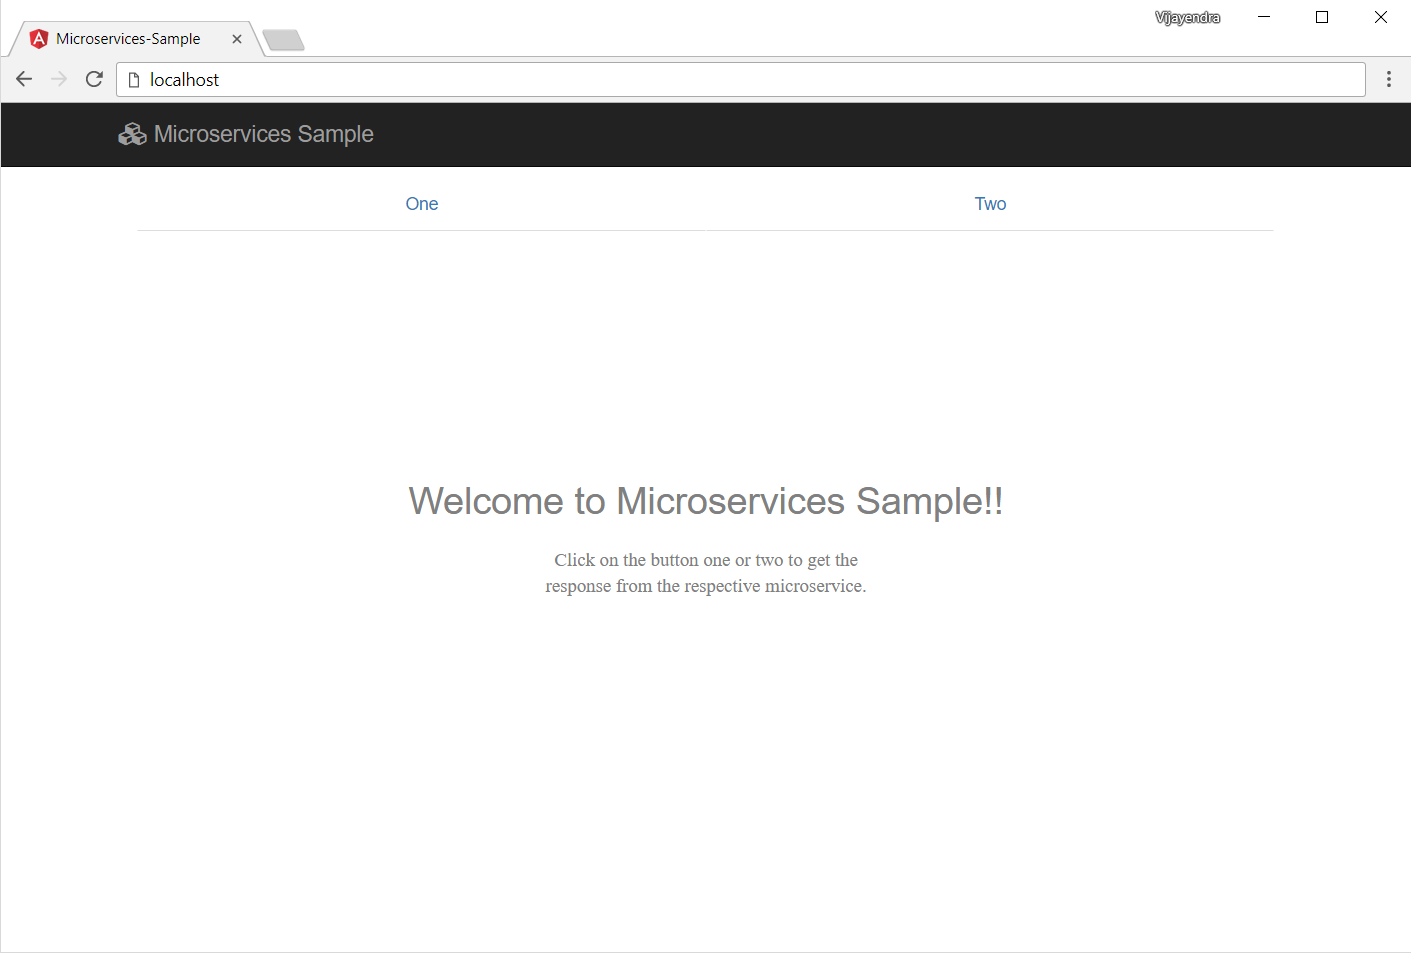 Vijayendra
Microservices-Sample
localhost
Microservices Sample
One
Two
Welcome to Microservices Sample!!
Click on the button one or two to get the
response from the respective microservice.